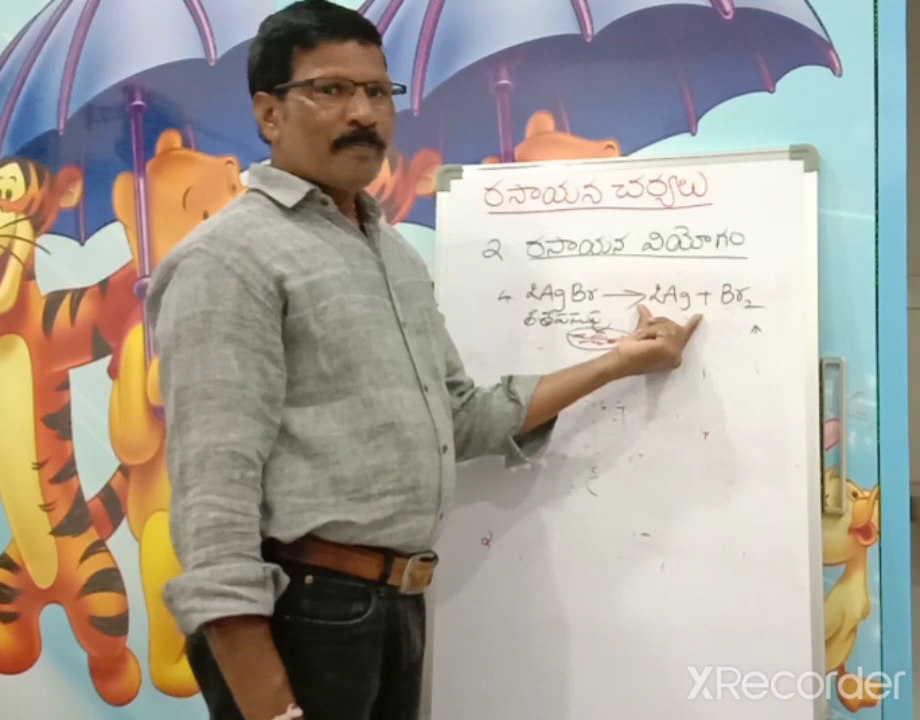 రసాయన చర్యలు
2 రసాయన వియోగం
4. 2AgBr → 2Ag + Br₂
↑
XRecorder